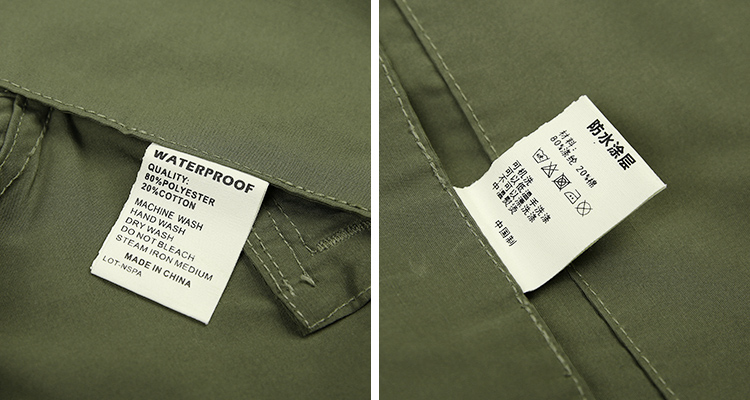 WATERPROOF
QUALITY:
80%POLYESTER
20%COTTON
MACHINE WASH
HAND WASH
DRY WASH
DO NOT BLEACH
STEAM IRON MEDIUM
MADE IN CHINA
LOT-NSPA
防水涂层
材料:
80%涤纶 20%棉
中国制